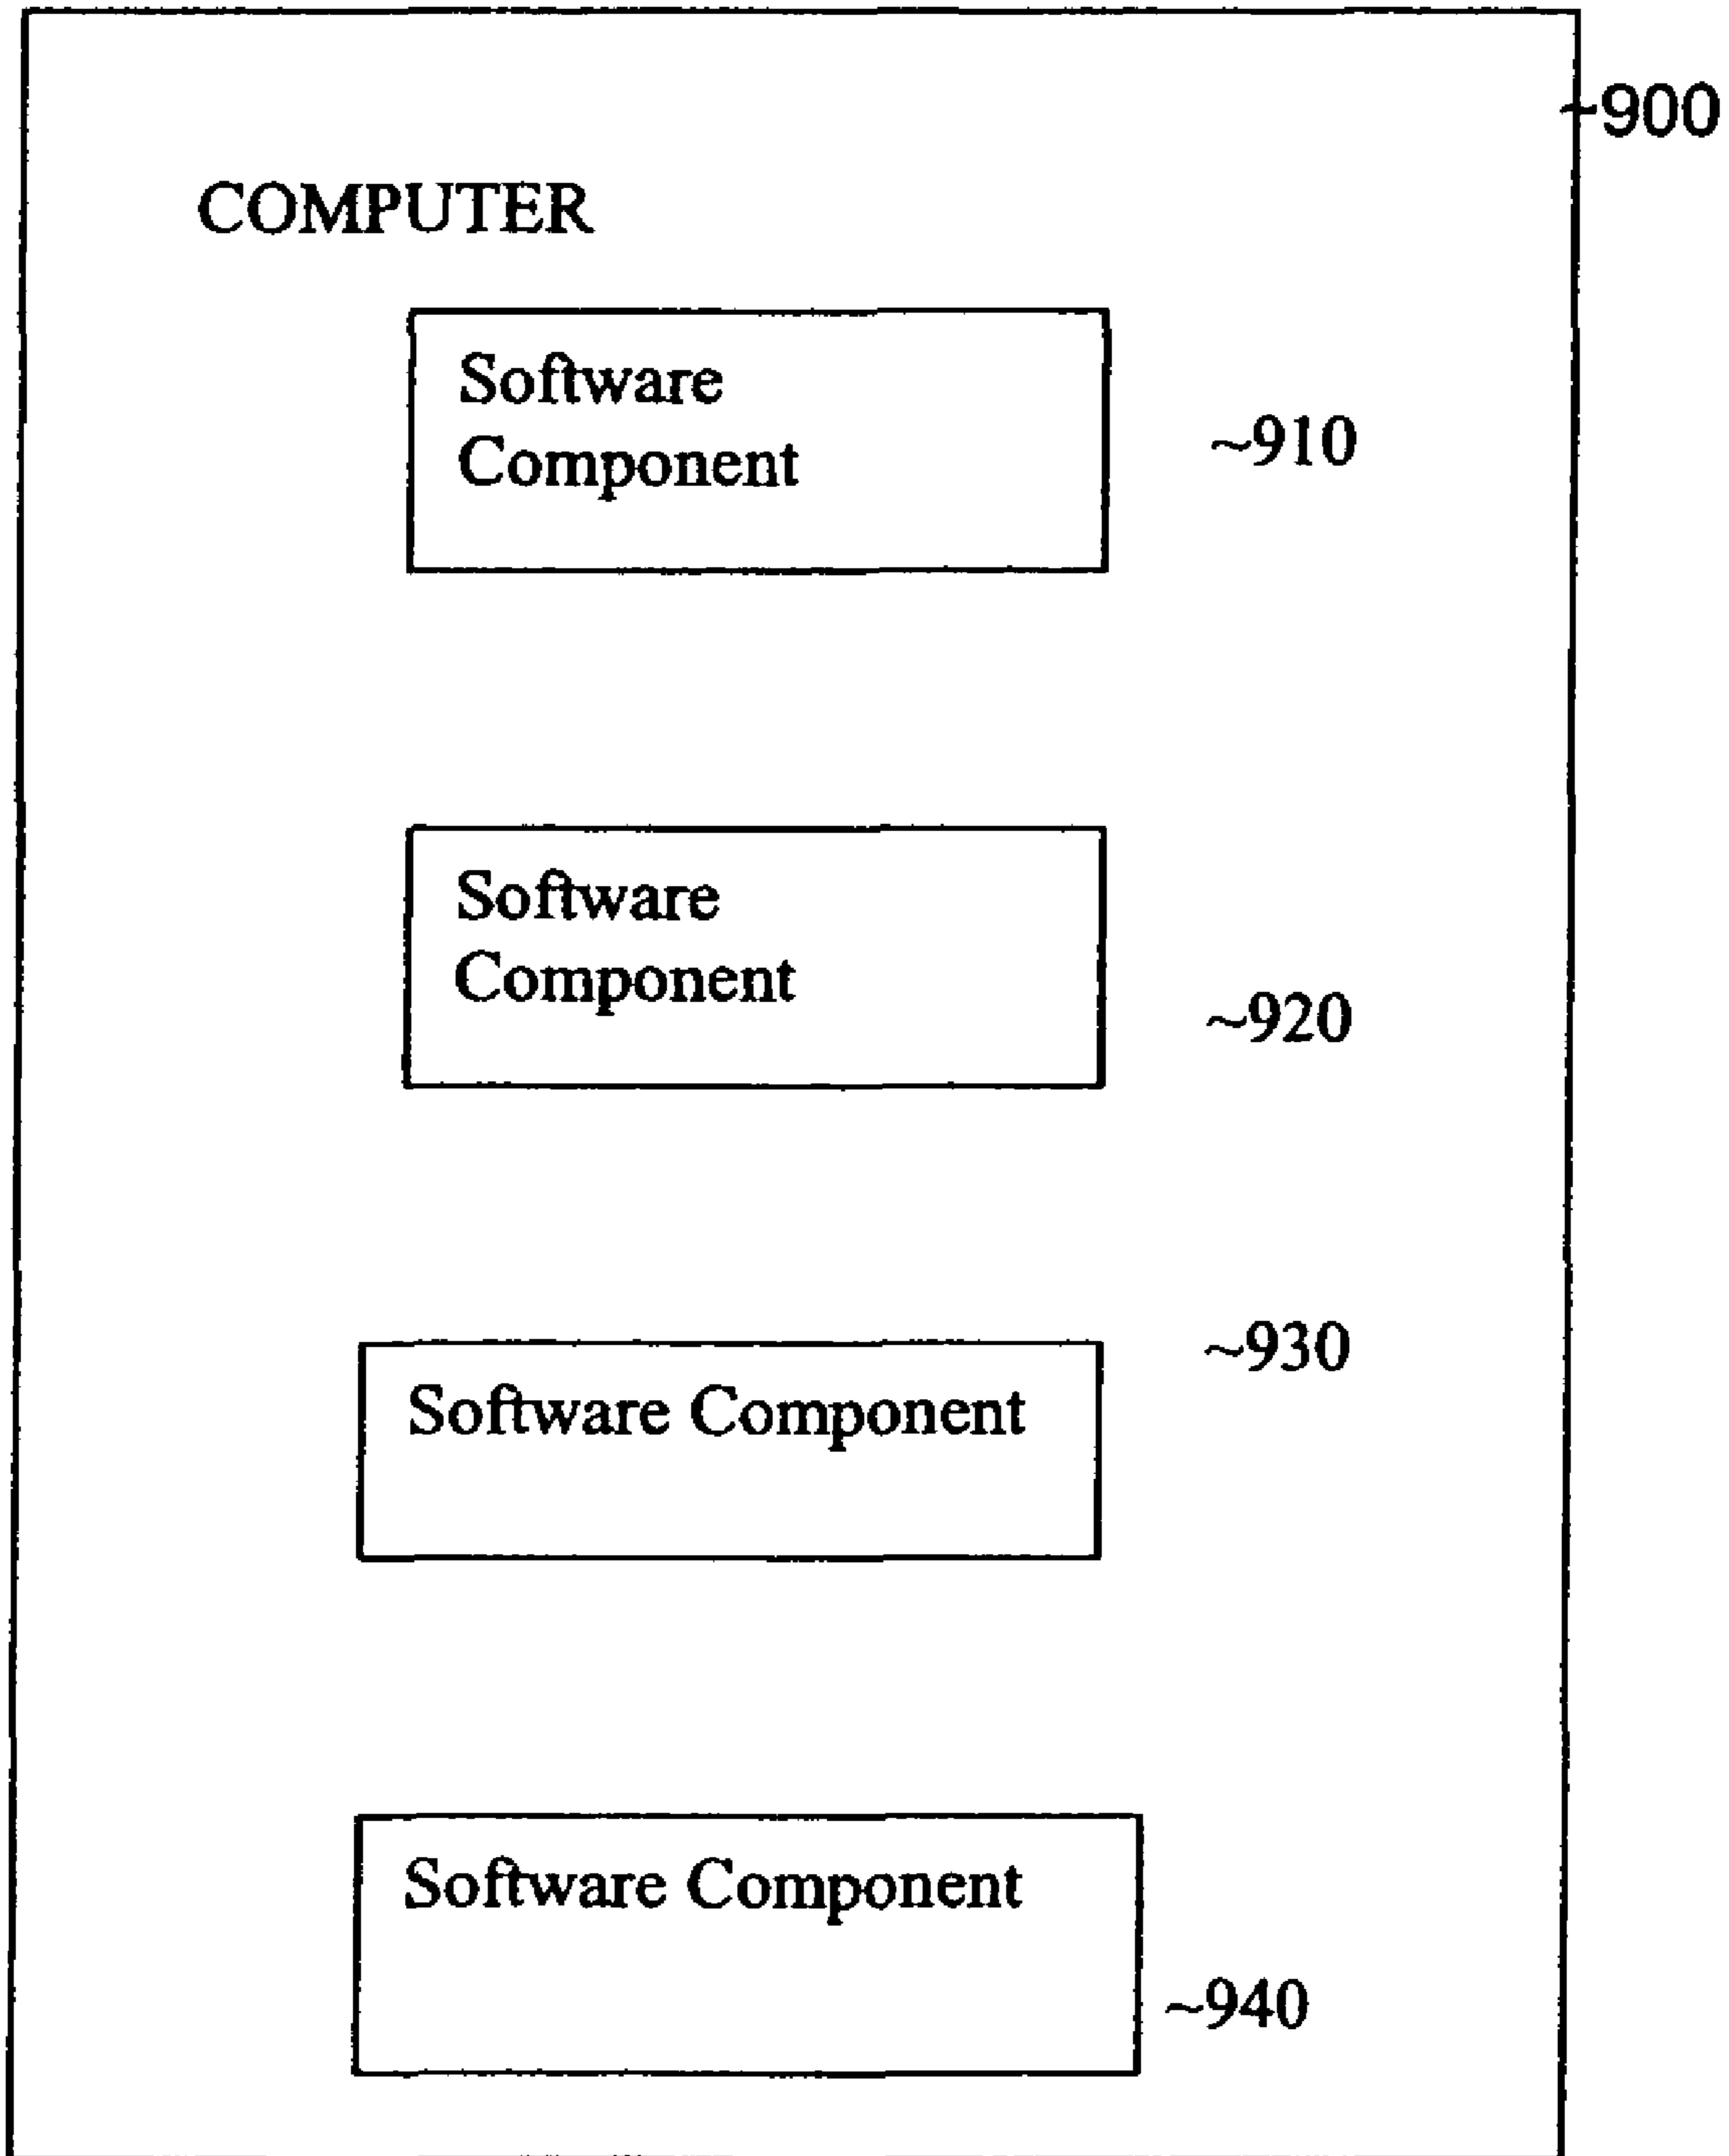 ~900
COMPUTER
Software
Component
~910
Software
Component
~920
~930
Software Component
Software Component
~940